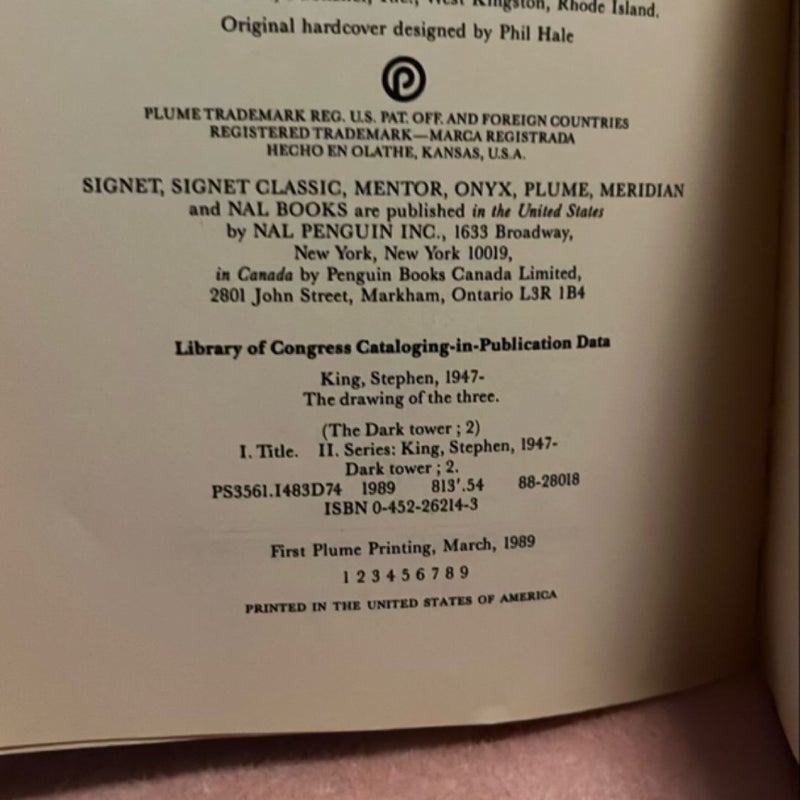 West Kingston, Rhode Island.
Original hardcover designed by Phil Hale
PLUME TRADEMARK REG. U.S. PAT. OFF. AND FOREIGN COUNTRIES
REGISTERED TRADEMARK—MARCA REGISTRADA
HECHO EN OLATHE, KANSAS, U.S.A.
SIGNET, SIGNET CLASSIC, MENTOR, ONYX, PLUME, MERIDIAN
and NAL BOOKS are published in the United States
by NAL PENGUIN INC., 1633 Broadway,
New York, New York 10019,
in Canada by Penguin Books Canada Limited,
2801 John Street, Markham, Ontario L3R 1B4
Library of Congress Cataloging-in-Publication Data
King, Stephen, 1947-
The drawing of the three.
(The Dark tower ; 2)
I. Title. II. Series: King, Stephen, 1947-
Dark tower ; 2.
PS3561.I483D74 1989 813'.54 88-28018
ISBN 0-452-26214-3
First Plume Printing, March, 1989
1 2 3 4 5 6 7 8 9
PRINTED IN THE UNITED STATES OF AMERICA